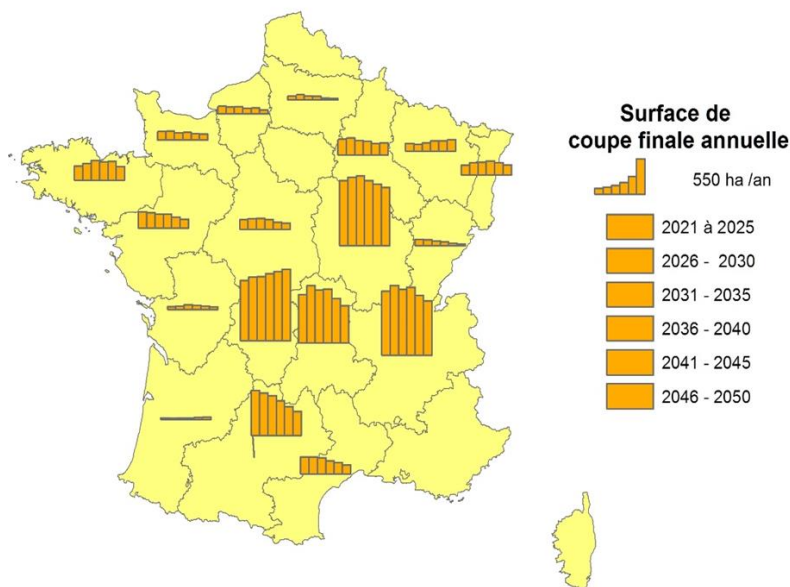 Surface de
coupe finale annuelle
550 ha /an
2021 à 2025
2026 - 2030
2031 - 2035
2036 - 2040
2041 - 2045
2046 - 2050